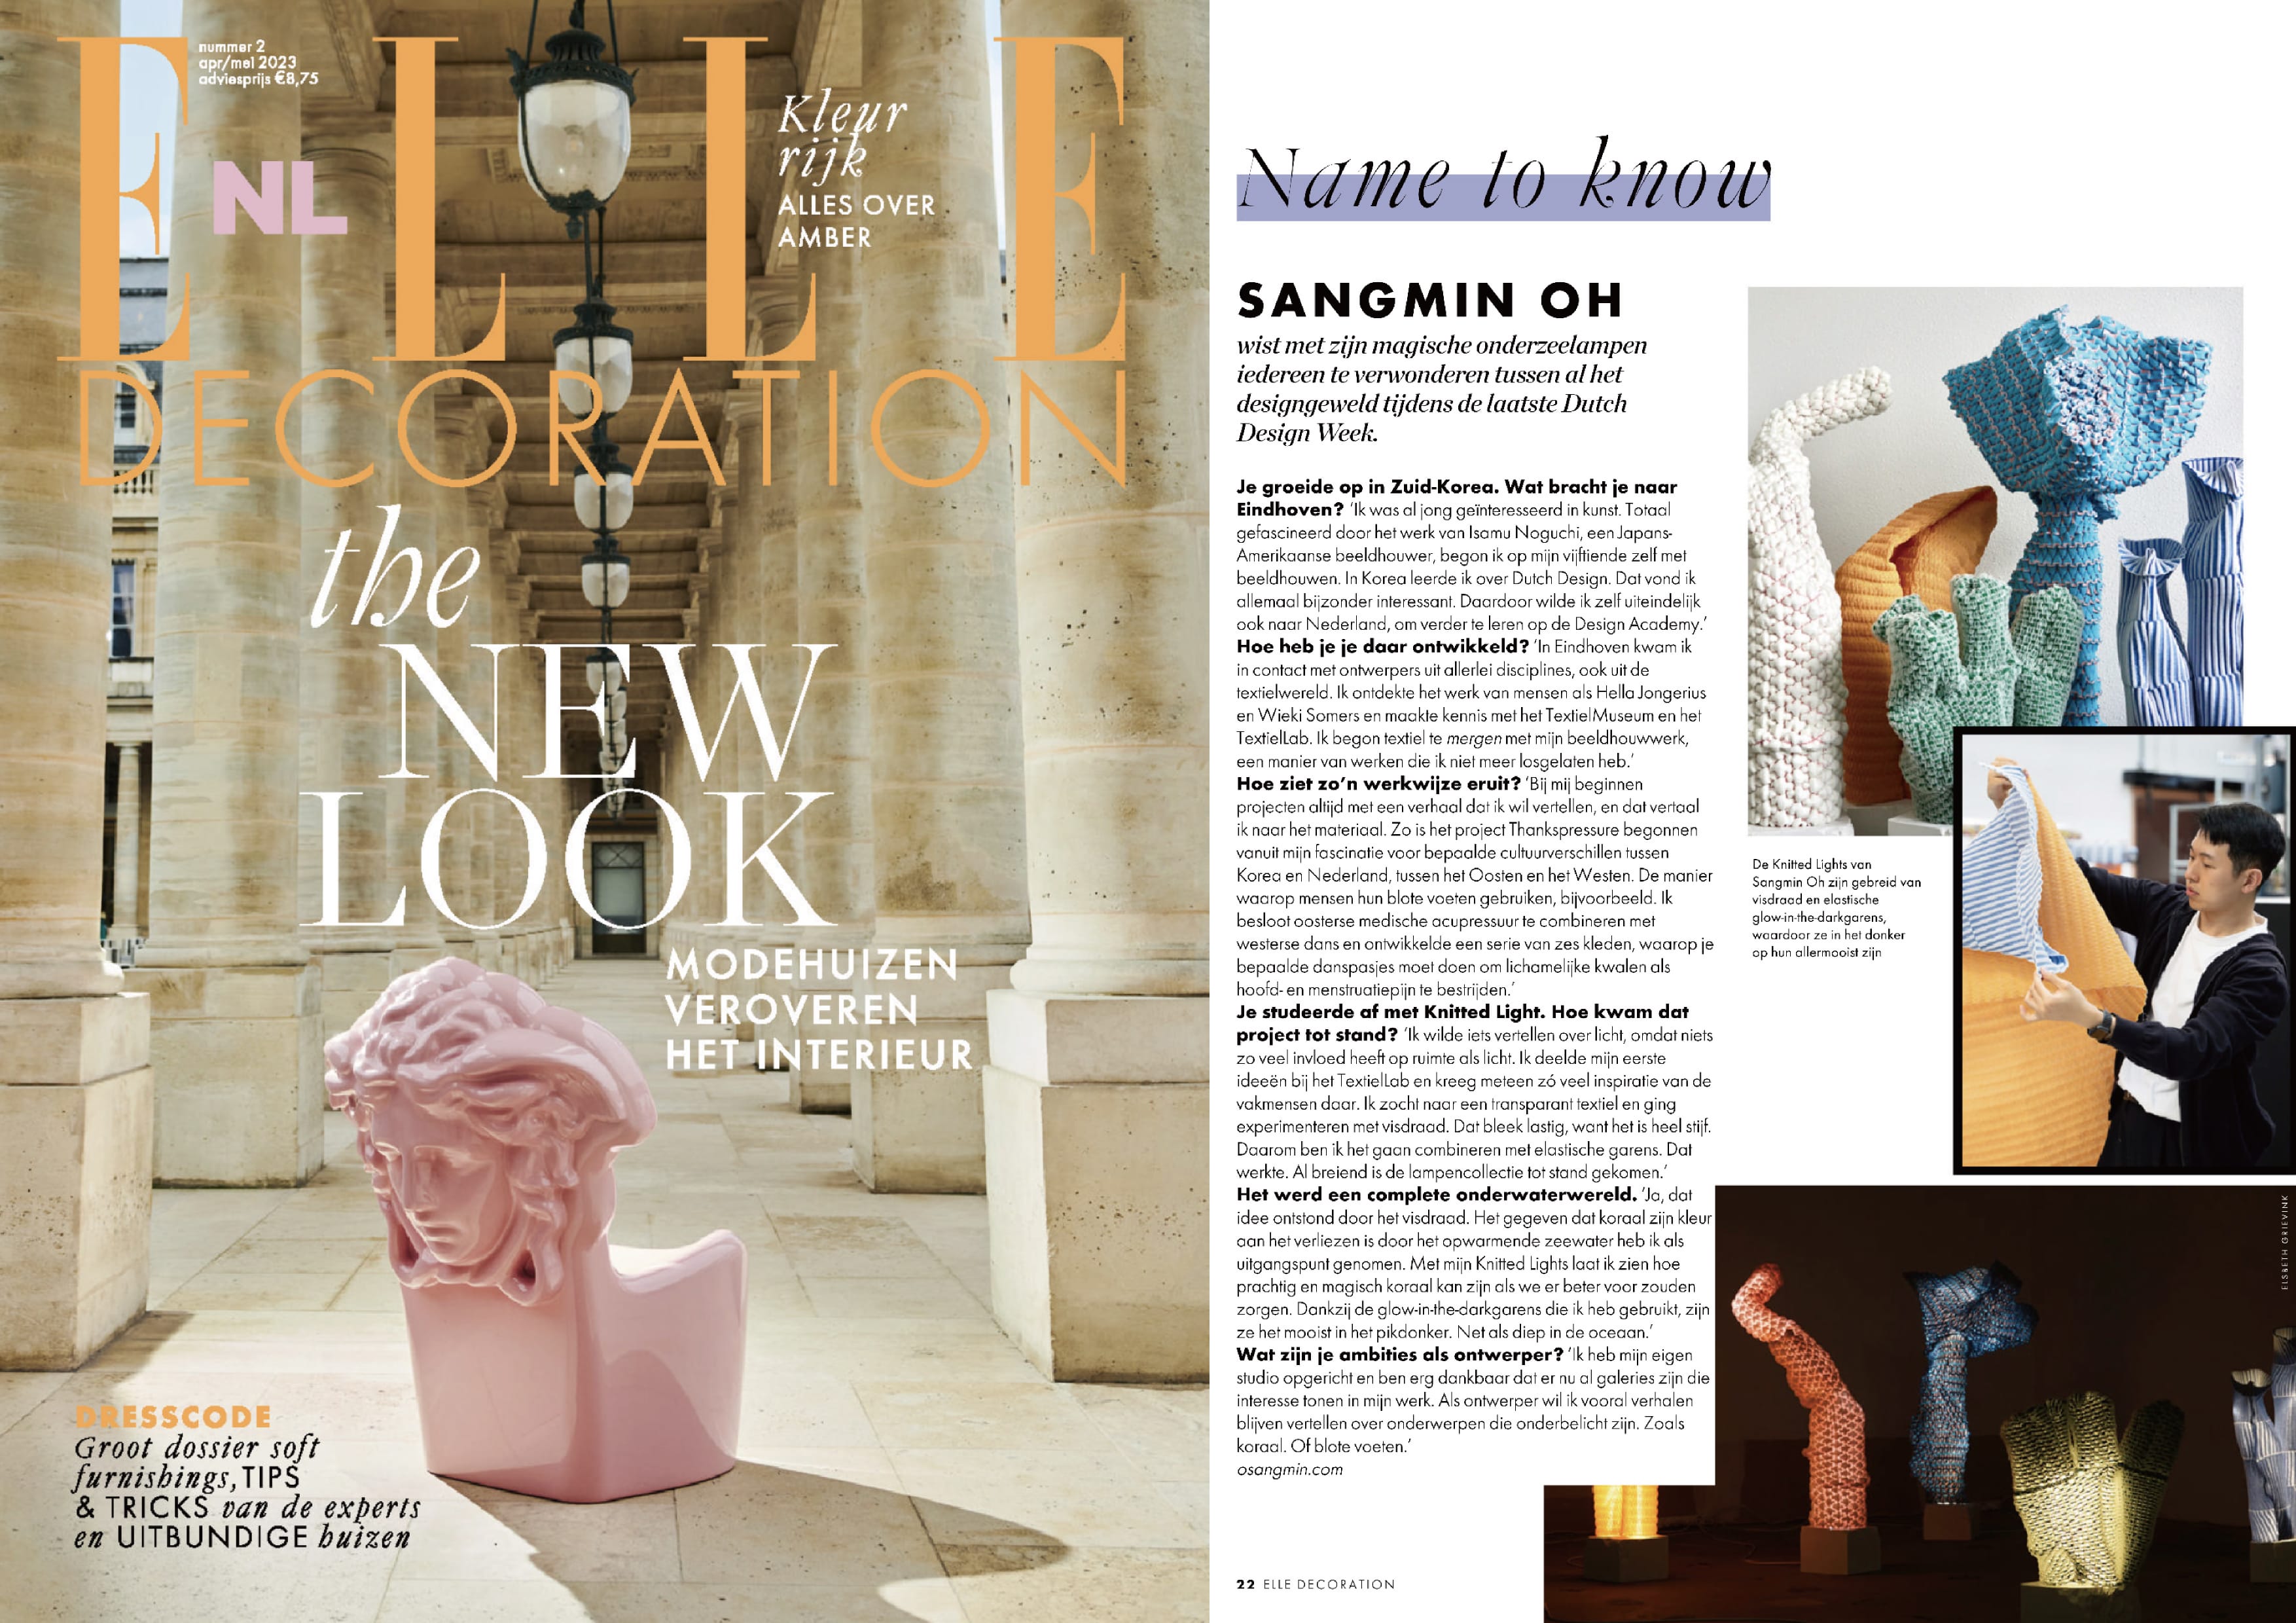 ELLE
nummer 2
apr/mei 2023
adviesprijs €8,75
NL
Kleur
rijk
ALLES OVER
AMBER
DECORATION
the
NEW
LOOK
MODEHUIZEN
VEROVEREN
HET INTERIEUR
DRESSCODE
Groot dossier soft
furnishings, TIPS
& TRICKS van de experts
en UITBUNDIGE huizen
Name to know
SANGMIN OH
wist met zijn magische onderzeelampen
iedereen te verwonderen tussen al het
designgeweld tijdens de laatste Dutch
Design Week.
Je groeide op in Zuid-Korea. Wat bracht je naar
Eindhoven? 'Ik was al jong geïnteresseerd in kunst. Totaal
gefascineerd door het werk van Isamu Noguchi, een Japans-
Amerikaanse beeldhouwer, begon ik op mijn vijftiende zelf met
beeldhouwen. In Korea leerde ik over Dutch Design. Dat vond ik
allemaal bijzonder interessant. Daardoor wilde ik zelf uiteindelijk
ook naar Nederland, om verder te leren op de Design Academy.'
Hoe heb je je daar ontwikkeld? 'In Eindhoven kwam ik
in contact met ontwerpers uit allerlei disciplines, ook uit de
textielwereld. Ik ontdekte het werk van mensen als Hella Jongerius
en Wieki Somers en maakte kennis met het TextielMuseum en het
TextielLab. Ik begon textiel te mergen met mijn beeldhouwwerk,
een manier van werken die ik niet meer losgelaten heb.'
Hoe ziet zo'n werkwijze eruit? 'Bij mij beginnen
projecten altijd met een verhaal dat ik wil vertellen, en dat vertaal
ik naar het materiaal. Zo is het project Thankspressure begonnen
vanuit mijn fascinatie voor bepaalde cultuurverschillen tussen
Korea en Nederland, tussen het Oosten en het Westen. De manier
waarop mensen hun blote voeten gebruiken, bijvoorbeeld. Ik
besloot oosterse medische acupressuur te combineren met
westerse dans en ontwikkelde een serie van zes kleden, waarop je
bepaalde danspasjes moet doen om lichamelijke kwalen als
hoofd- en menstruatiepijn te bestrijden.'
Je studeerde af met Knitted Light. Hoe kwam dat
project tot stand? 'Ik wilde iets vertellen over licht, omdat niets
zo veel invloed heeft op ruimte als licht. Ik deelde mijn eerste
ideeën bij het TextielLab en kreeg meteen zó veel inspiratie van de
vakmensen daar. Ik zocht naar een transparant textiel en ging
experimenteren met visdraad. Dat bleek lastig, want het is heel stijf.
Daarom ben ik het gaan combineren met elastische garens. Dat
werkte. Al breiend is de lampencollectie tot stand gekomen.'
Het werd een complete onderwaterwereld. 'Ja, dat
idee ontstond door het visdraad. Het gegeven dat koraal zijn kleur
aan het verliezen is door het opwarmende zeewater heb ik als
uitgangspunt genomen. Met mijn Knitted Lights laat ik zien hoe
prachtig en magisch koraal kan zijn als we er beter voor zouden
zorgen. Dankzij de glow-in-the-darkgarens die ik heb gebruikt, zijn
ze het mooist in het pikdonker. Net als diep in de oceaan.'
Wat zijn je ambities als ontwerper? 'Ik heb mijn eigen
studio opgericht en ben erg dankbaar dat er nu al galeries zijn die
interesse tonen in mijn werk. Als ontwerper wil ik vooral verhalen
blijven vertellen over onderwerpen die onderbelicht zijn. Zoals
koraal. Of blote voeten.'
osangmin.com
De Knitted Lights van
Sangmin Oh zijn gebreid van
visdraad en elastische
glow-in-the-darkgarens,
waardoor ze in het donker
op hun allermooist zijn
ELSBETH GRIEVINK
22 ELLE DECORATION